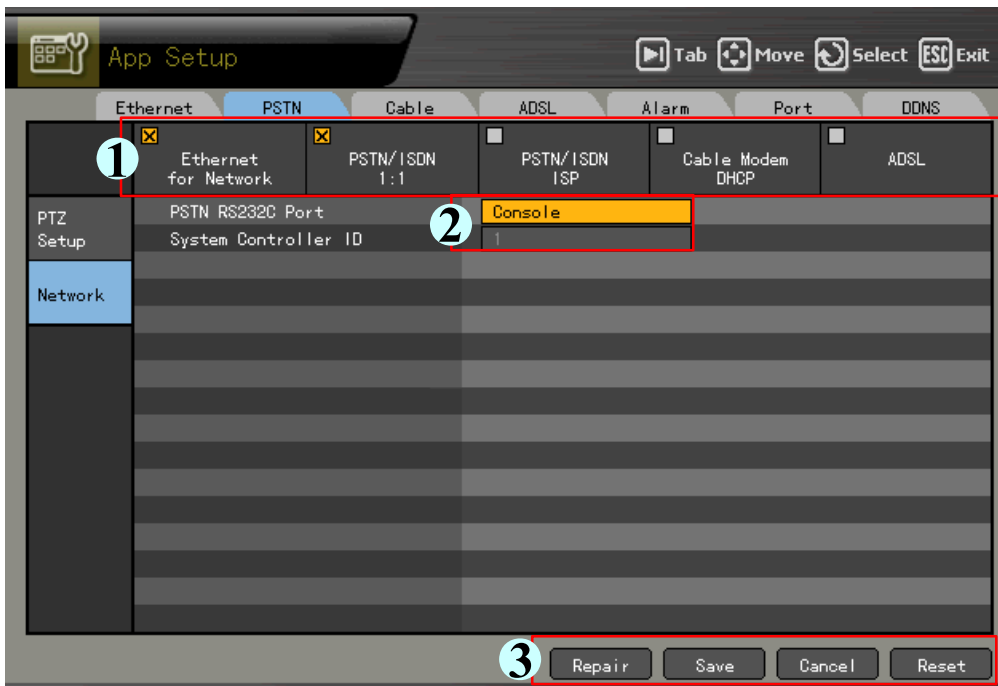 App Setup
Tab Move Select ESC Exit
Ethernet PSTN Cable ADSL Alarm Port DDNS
1
Ethernet
for Network
PSTN/ISDN
1:1
PSTN/ISDN
ISP
Cable Modem
DHCP
ADSL
PTZ
Setup
Network
PSTN RS232C Port
2
Console
System Controller ID
1
3
Repair Save Cancel Reset